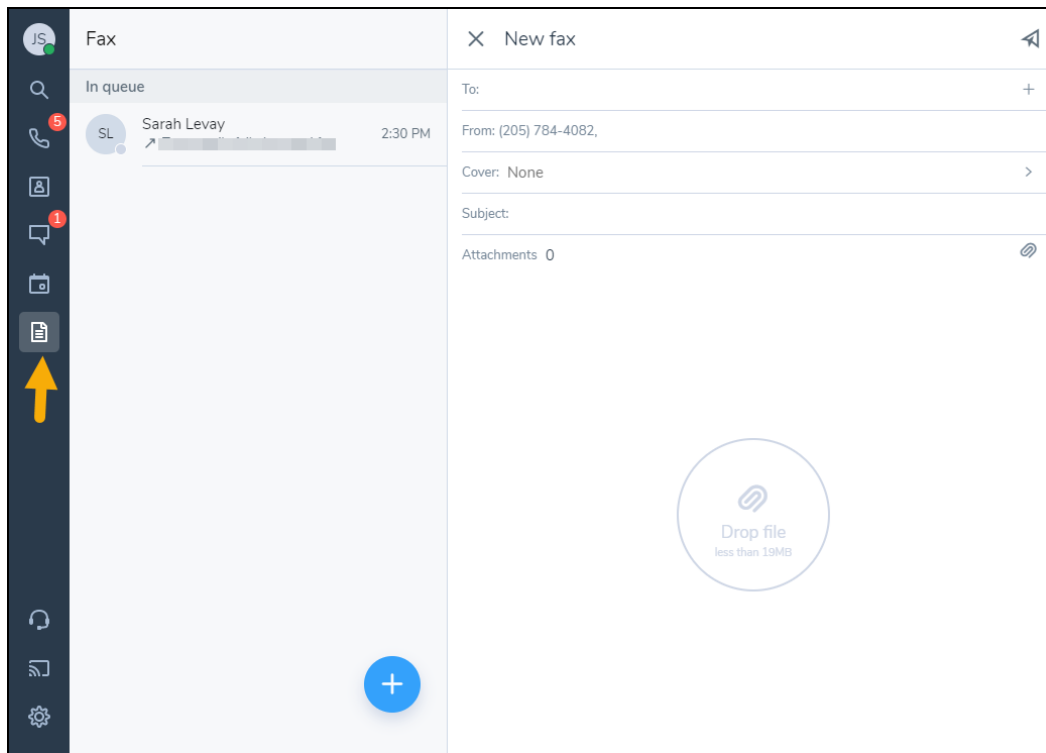 JS
Fax
New fax
In queue
To:
5
SL
Sarah Levay
2:30 PM
From: (205) 784-4082,
Cover: None
Subject:
1
Attachments 0
Drop file
less than 19MB